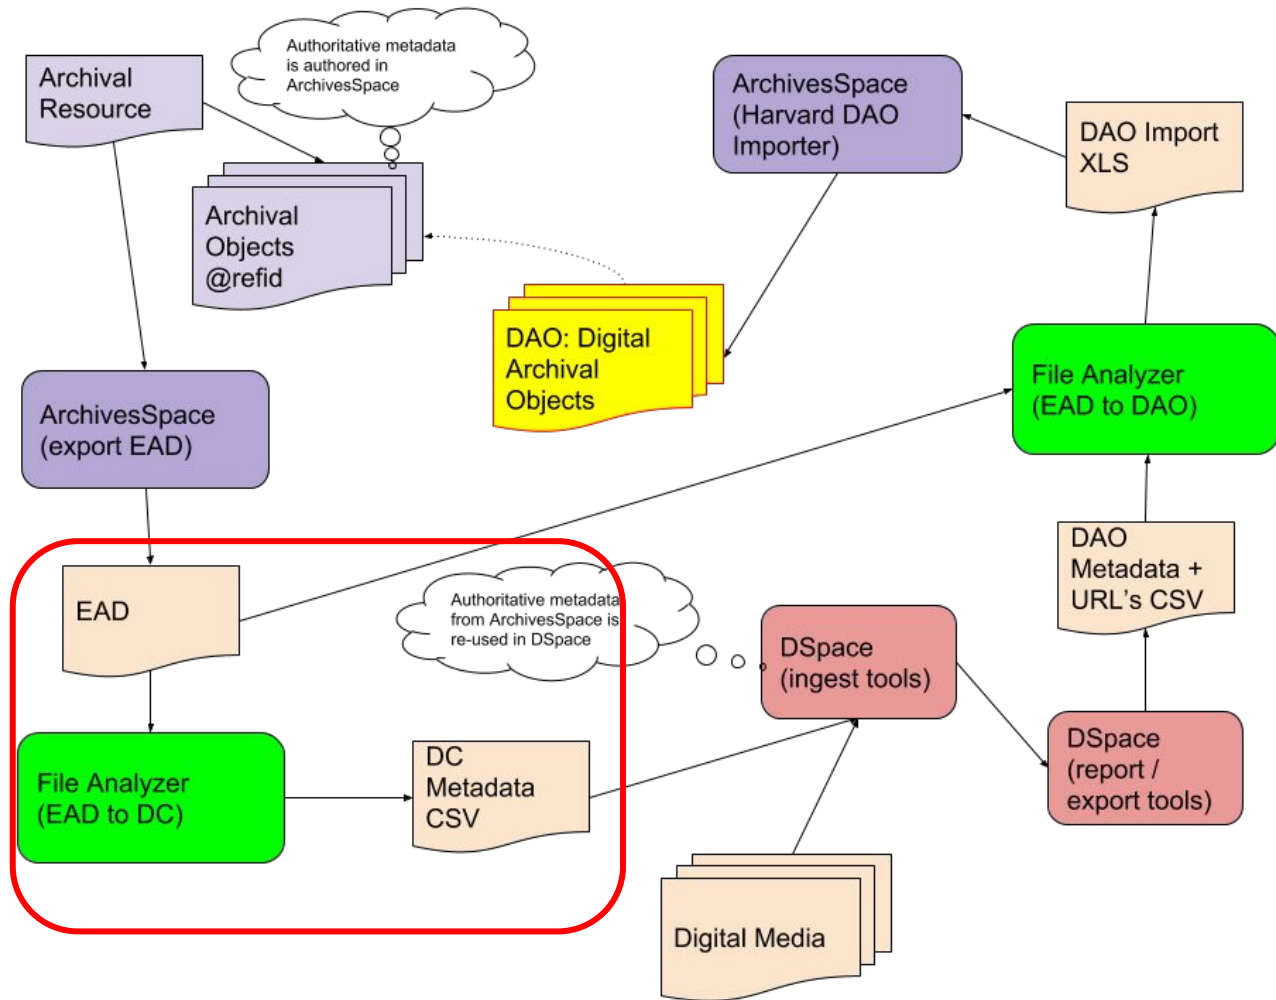 Authoritative metadata
is authored in
ArchivesSpace
Archival
Resource
ArchivesSpace
(Harvard DAO
Importer)
DAO Import
XLS
Archival
Objects
@refid
DAO: Digital
Archival
Objects
File Analyzer
(EAD to DAO)
ArchivesSpace
(export EAD)
DAO
Metadata +
URL's CSV
EAD
Authoritative metadata
from ArchivesSpace is
re-used in DSpace
DSpace
(ingest tools)
DSpace
(report /
export tools)
File Analyzer
(EAD to DC)
DC
Metadata
CSV
Digital Media